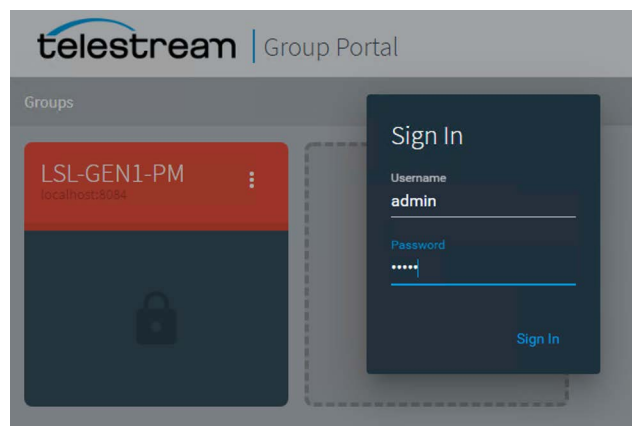 telestream Group Portal
Groups
LSL-GEN1-PM
localhost:8084
Sign In
Username
admin
Password
•••••
Sign In